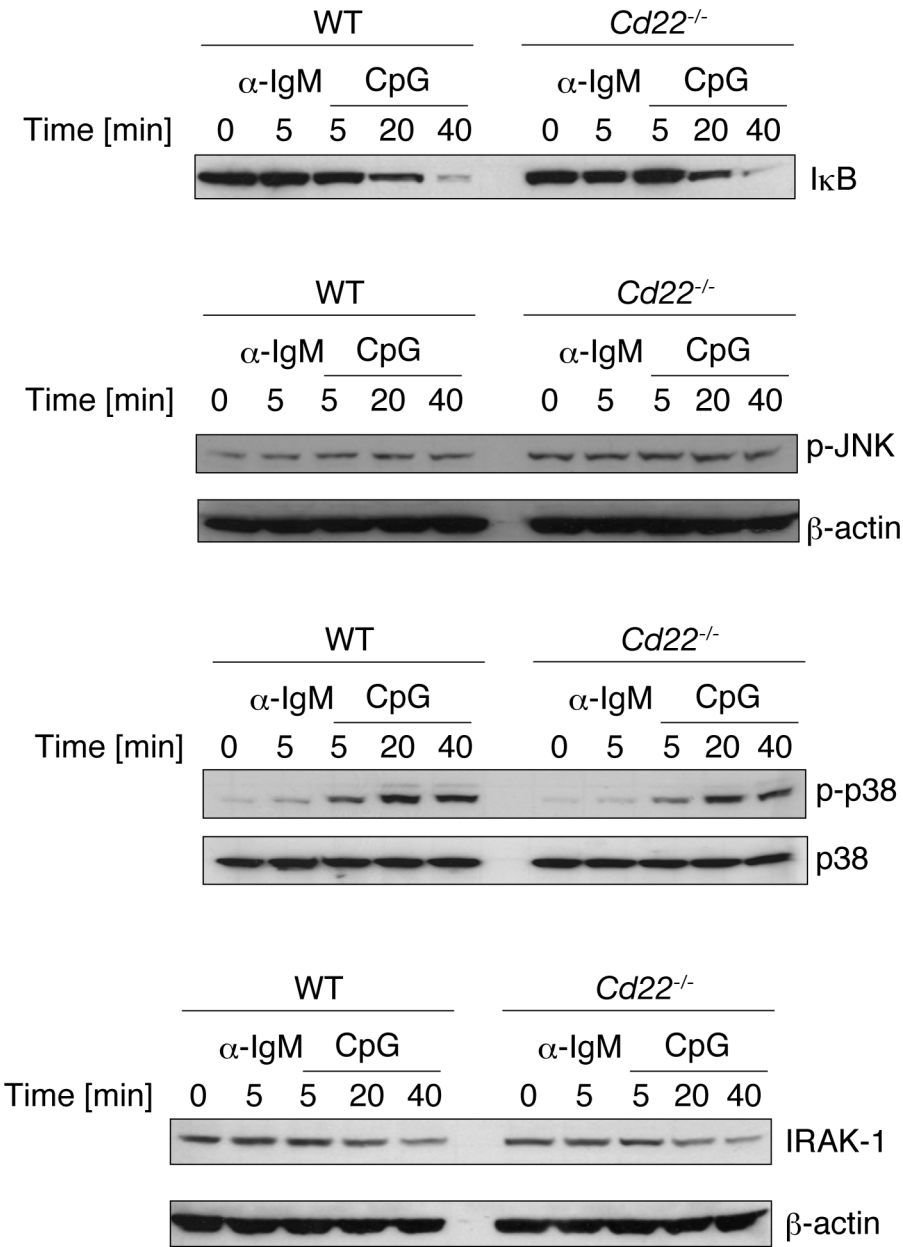 WT Cd22-/-
α-IgM CpG α-IgM CpG
Time [min] 0 5 5 20 40 0 5 5 20 40
IκB
WT Cd22-/-
α-IgM CpG α-IgM CpG
Time [min] 0 5 5 20 40 0 5 5 20 40
p-JNK
β-actin
WT Cd22-/-
α-IgM CpG α-IgM CpG
Time [min] 0 5 5 20 40 0 5 5 20 40
p-p38
p38
WT Cd22-/-
α-IgM CpG α-IgM CpG
Time [min] 0 5 5 20 40 0 5 5 20 40
IRAK-1
β-actin